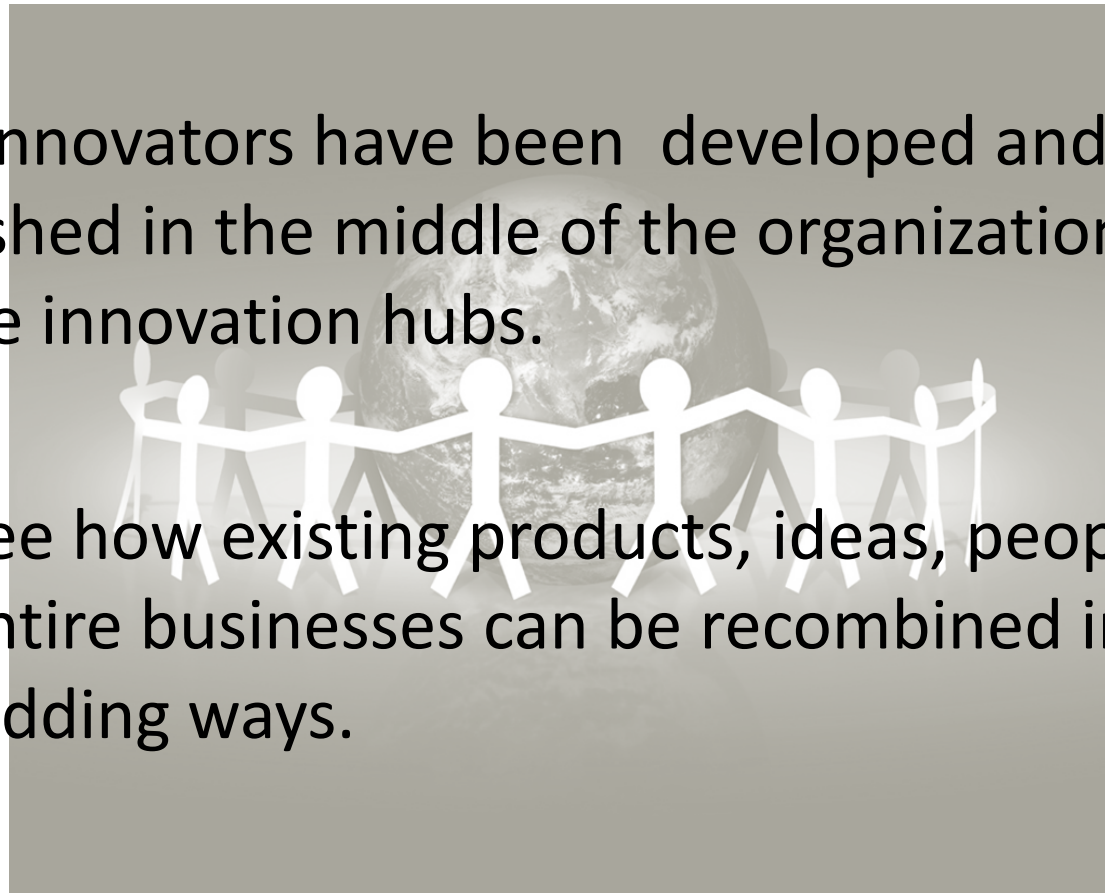 nnovators have been  developed and
shed in the middle of the organization
e innovation hubs.
ee how existing products, ideas, peop
ntire businesses can be recombined i
dding ways.